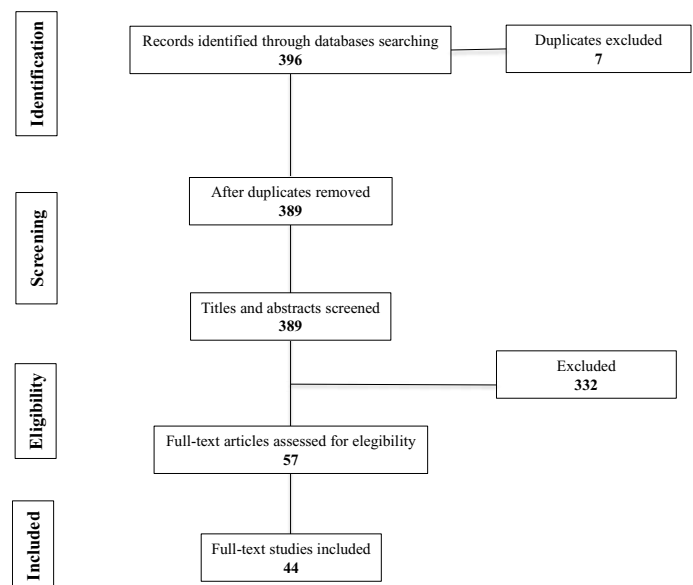 Identification
Records identified through databases searching
396
Duplicates excluded
7
Screening
After duplicates removed
389
Titles and abstracts screened
389
Excluded
332
Eligibility
Full-text articles assessed for elegibility
57
Included
Full-text studies included
44